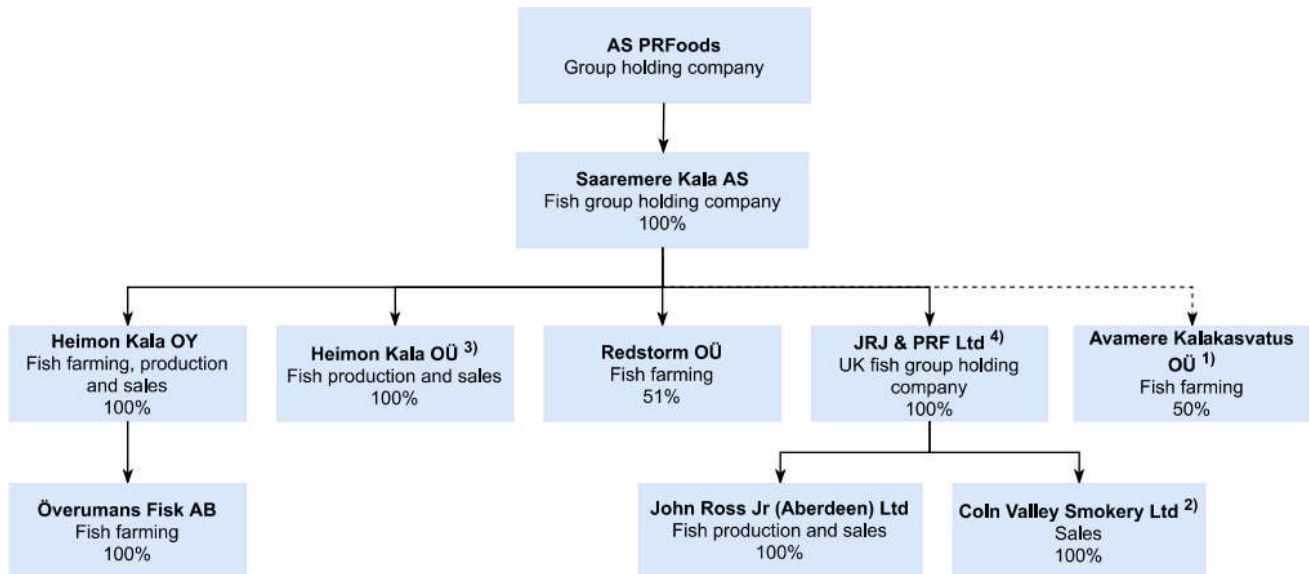 AS PRFoods
Group holding company
Saaremere Kala AS
Fish group holding company
100%
Heimon Kala OY
Fish farming, production
and sales
100%
Heimon Kala OÜ 3)
Fish production and sales
100%
Redstorm OÜ
Fish farming
51%
JRJ & PRF Ltd 4)
UK fish group holding
company
100%
Avamere Kalakasvatus
OÜ 1)
Fish farming
50%
Överumans Fisk AB
Fish farming
100%
John Ross Jr (Aberdeen) Ltd
Fish production and sales
100%
Coln Valley Smokery Ltd 2)
Sales
100%